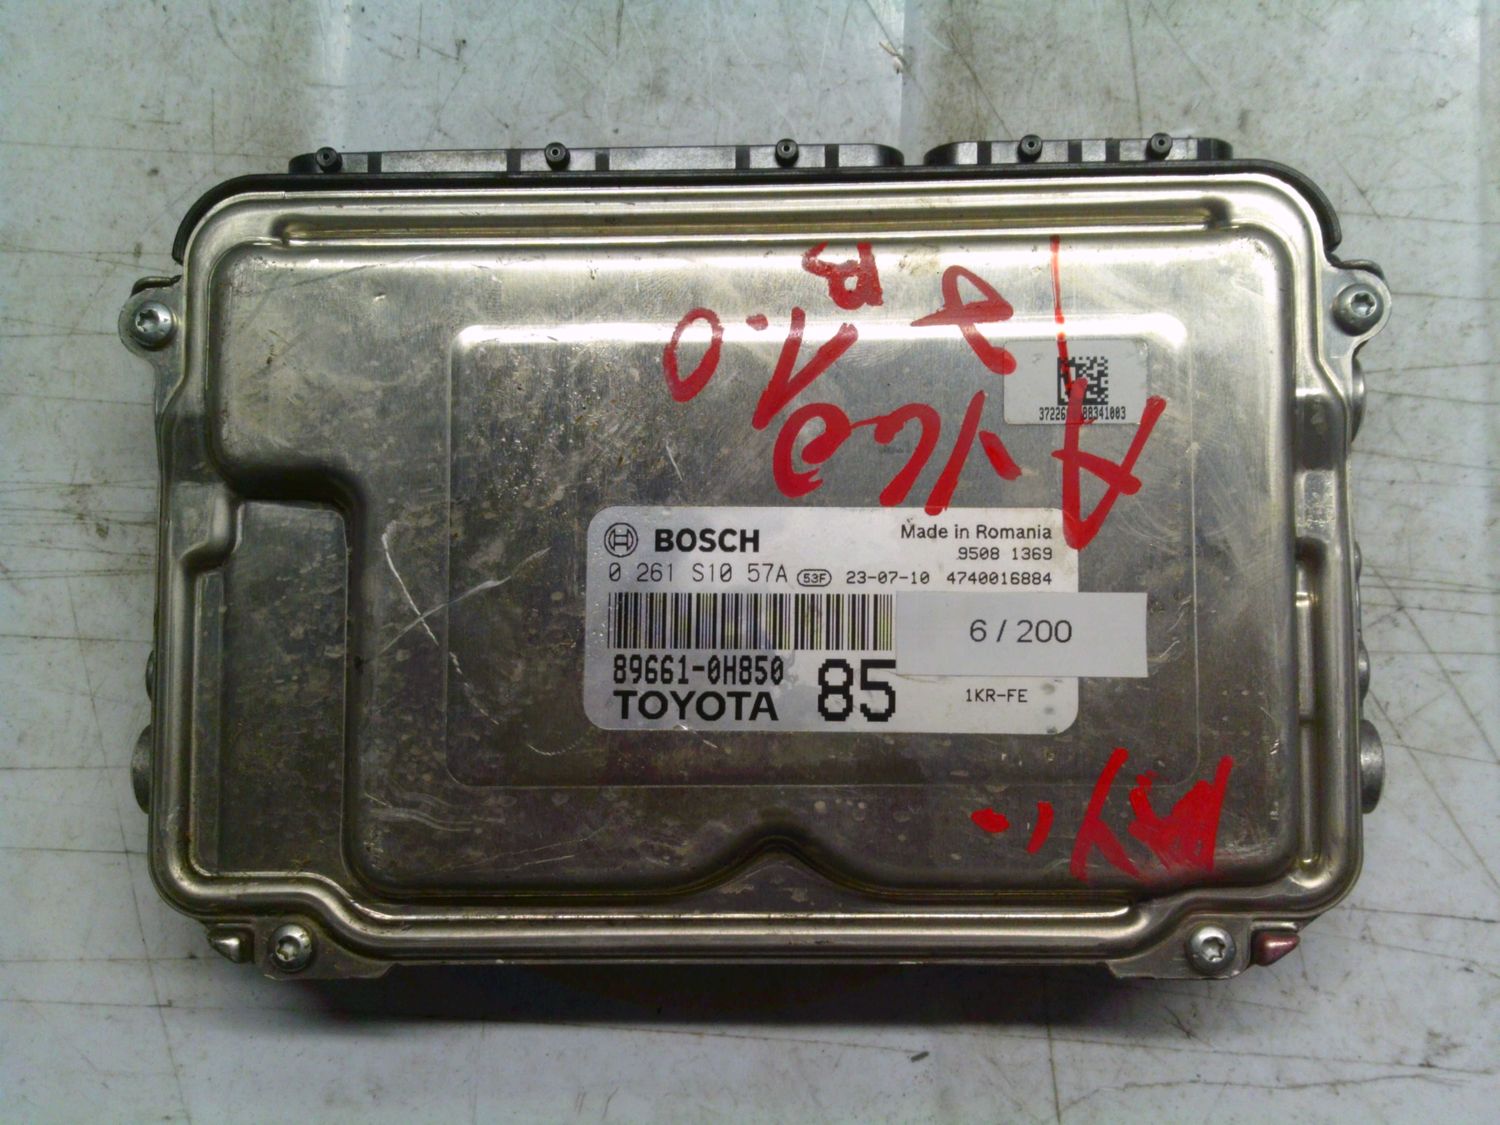 B
1.0
AYGO
BOSCH
Made in Romania
9508 1369
0 261 S10 57A 53F 23-07-10 4740016884
6 / 200
89661-0H850
TOYOTA
85
1KR-FE